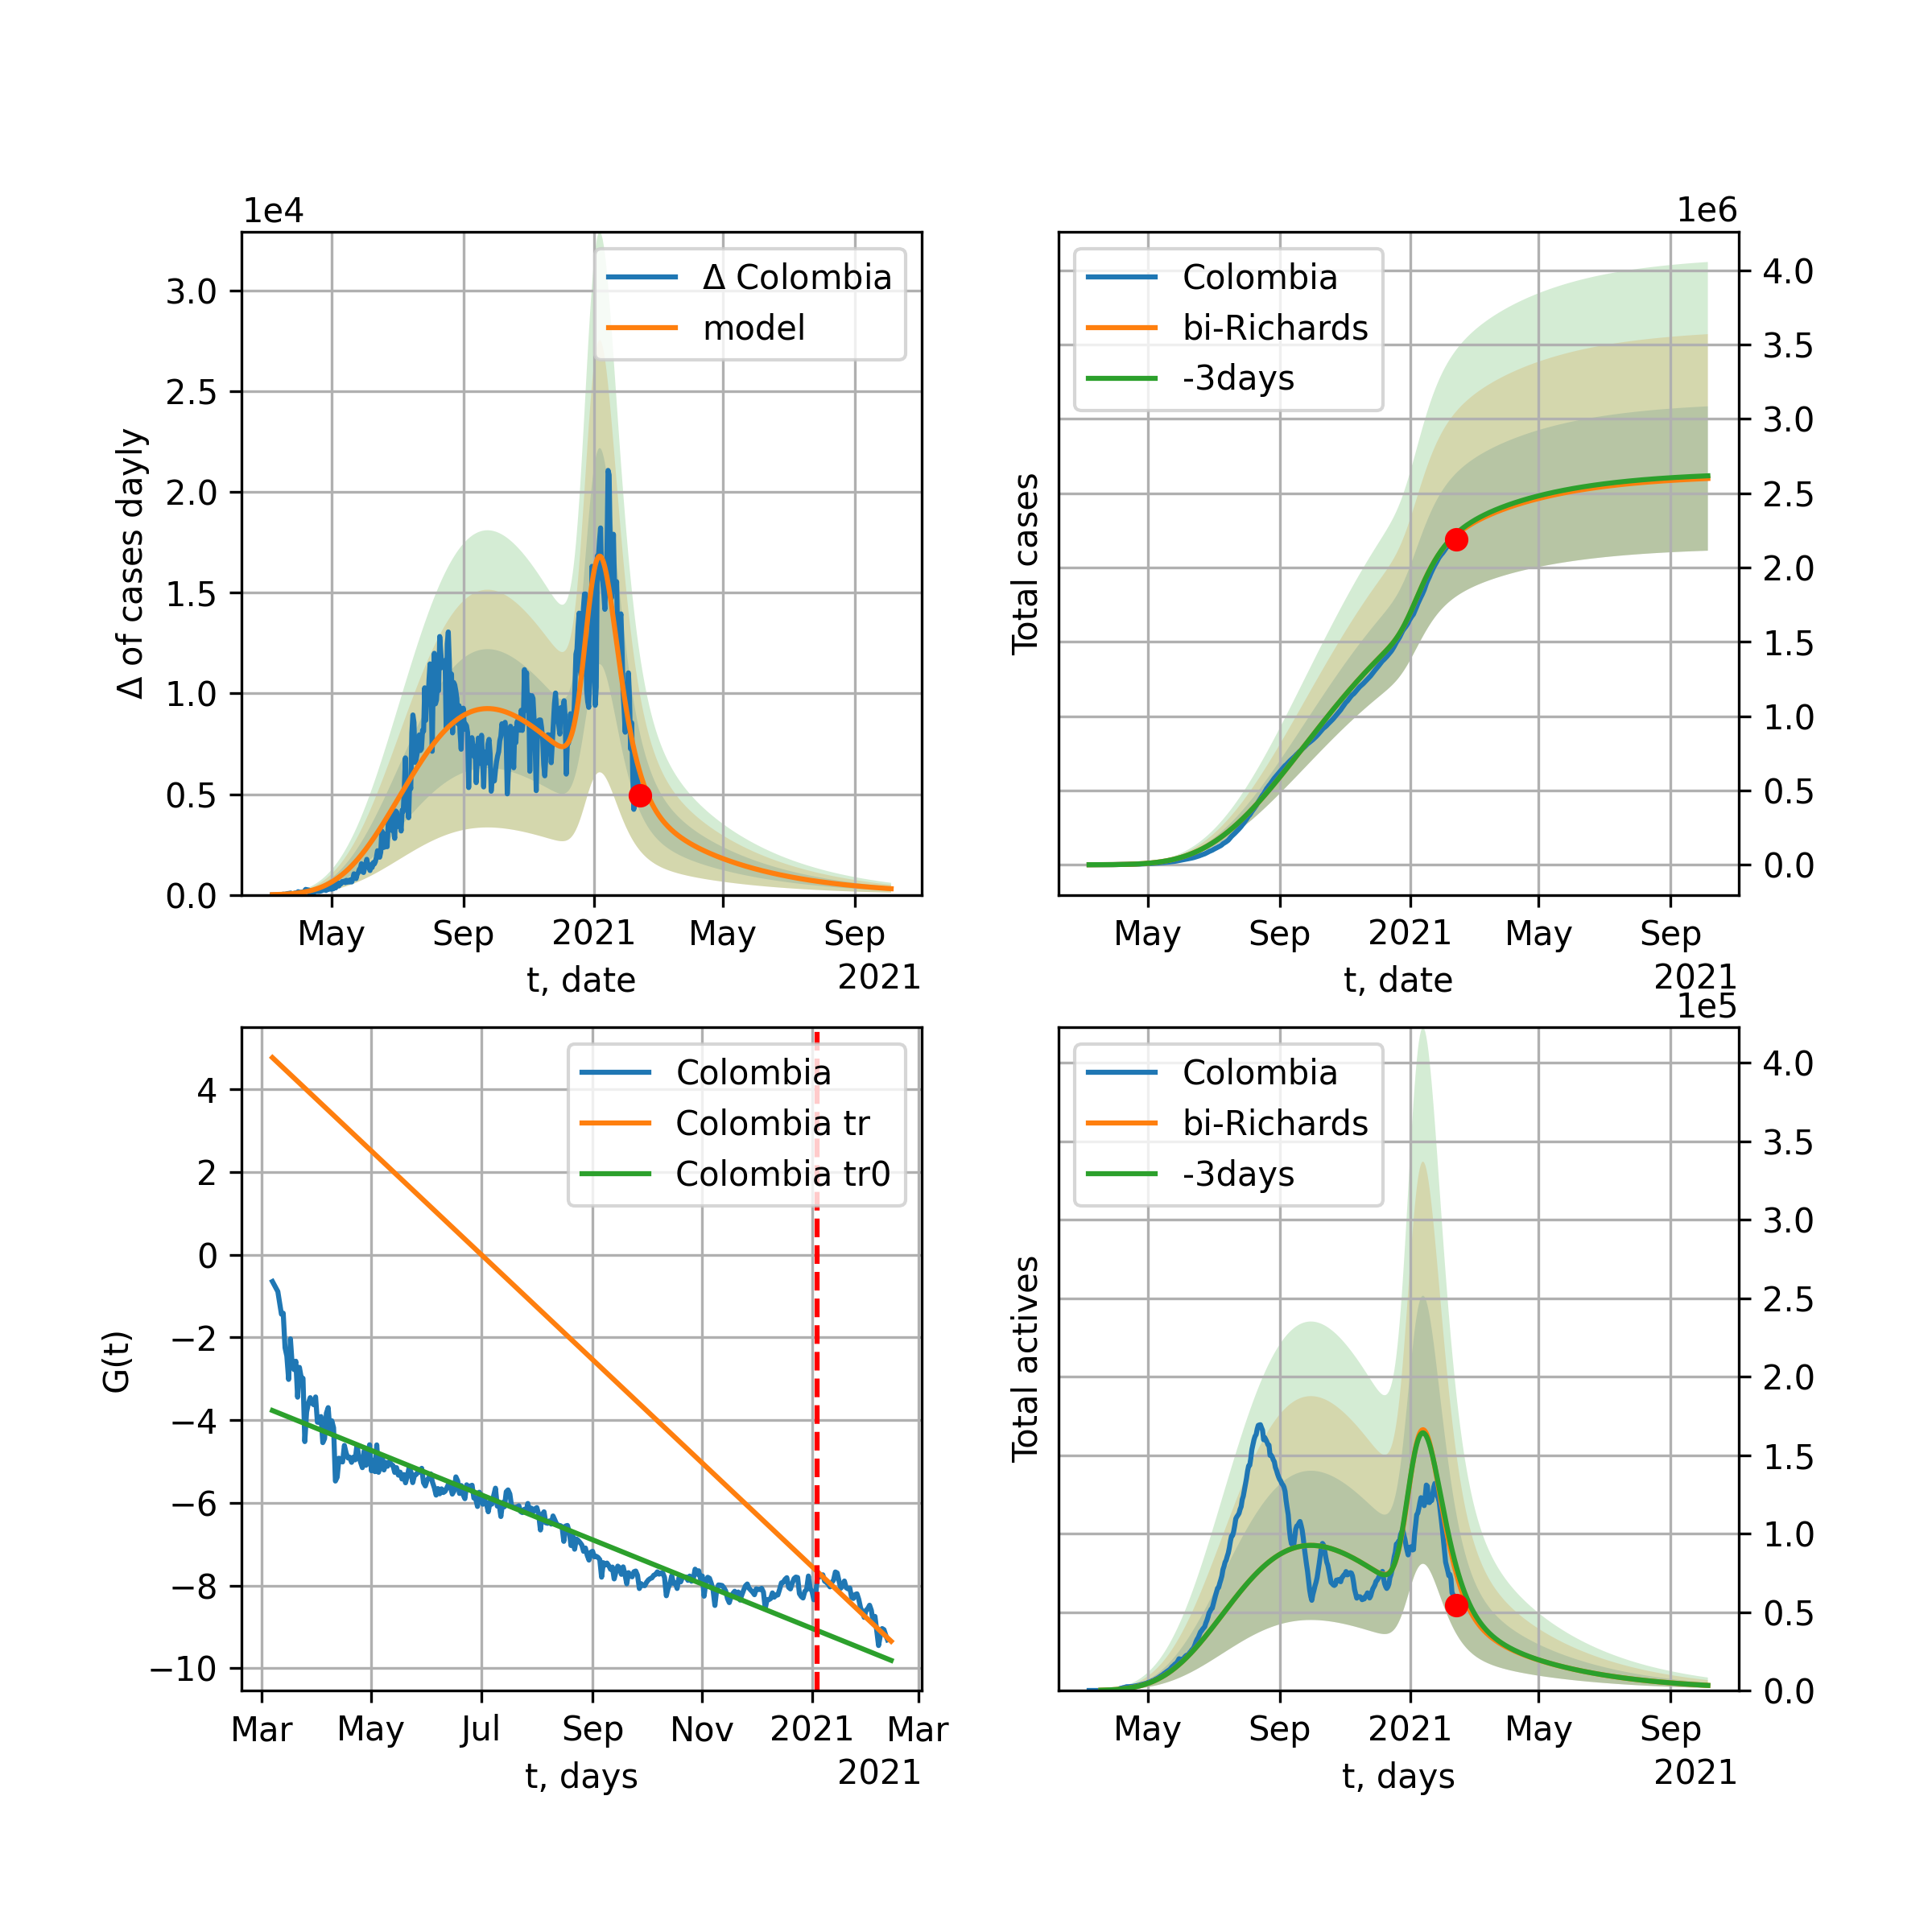 1e4
Δ of cases dayly
3.0
2.5
2.0
1.5
1.0
0.5
0.0
Δ Colombia
model
May Sep 2021 May Sep
t, date
2021
1e6
Total cases
Colombia
bi-Richards
-3days
4.0
3.5
3.0
2.5
2.0
1.5
1.0
0.5
0.0
May Sep 2021 May Sep
t, date
2021
G(t)
4
2
0
−2
−4
−6
−8
−10
Colombia
Colombia tr
Colombia tr0
Mar May Jul Sep Nov 2021 Mar
t, days
2021
1e5
Total actives
Colombia
bi-Richards
-3days
4.0
3.5
3.0
2.5
2.0
1.5
1.0
0.5
0.0
May Sep 2021 May Sep
t, days
2021